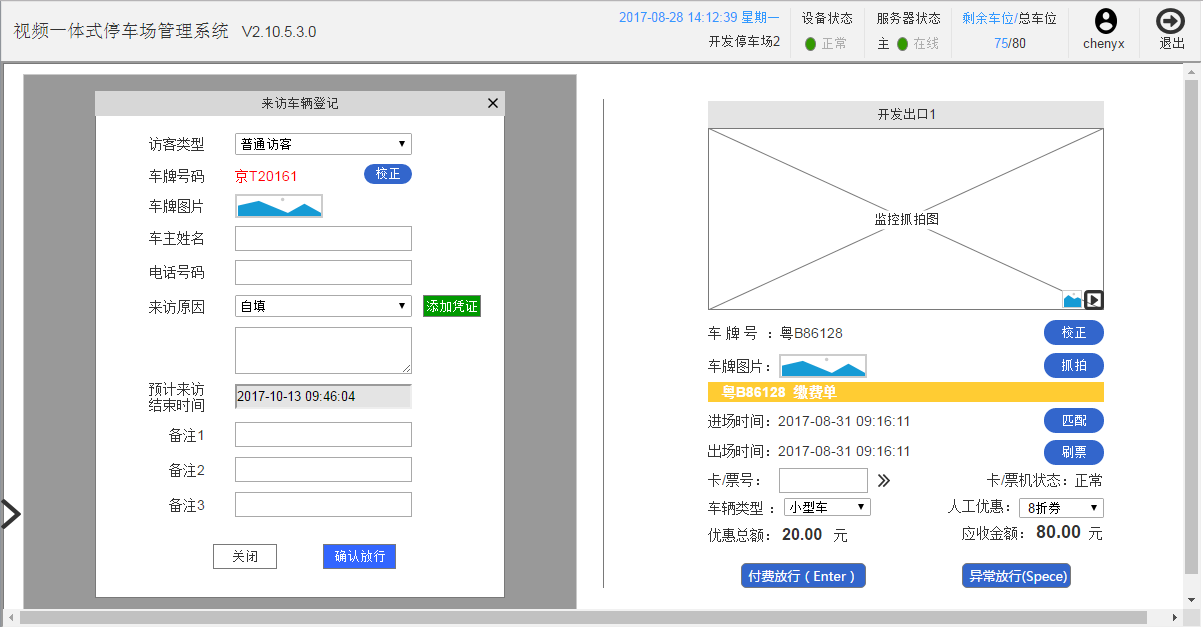 视频一体式停车场管理系统 V2.10.5.3.0
2017-08-28 14:12:39 星期一
开发停车场2
设备状态
正常
服务器状态
主 在线
剩余车位/总车位
75/80
chenyx
退出
来访车辆登记
访客类型 普通访客
车牌号码 京T20161 校正
车牌图片
车主姓名
电话号码
来访原因 自填 添加凭证
预计来访
结束时间 2017-10-13 09:46:04
备注1
备注2
备注3
关闭 确认放行
开发出口1
监控抓拍图
车 牌 号 ：粤B86128 校正
车牌图片： 抓拍
粤B86128 缴费单
进场时间：2017-08-31 09:16:11 匹配
出场时间：2017-08-31 09:16:11 刷票
卡/票号： 卡/票机状态：正常
车辆类型： 小型车 人工优惠： 8折券
优惠总额： 20.00 元 应收金额： 80.00 元
付费放行（Enter） 异常放行(Spece)